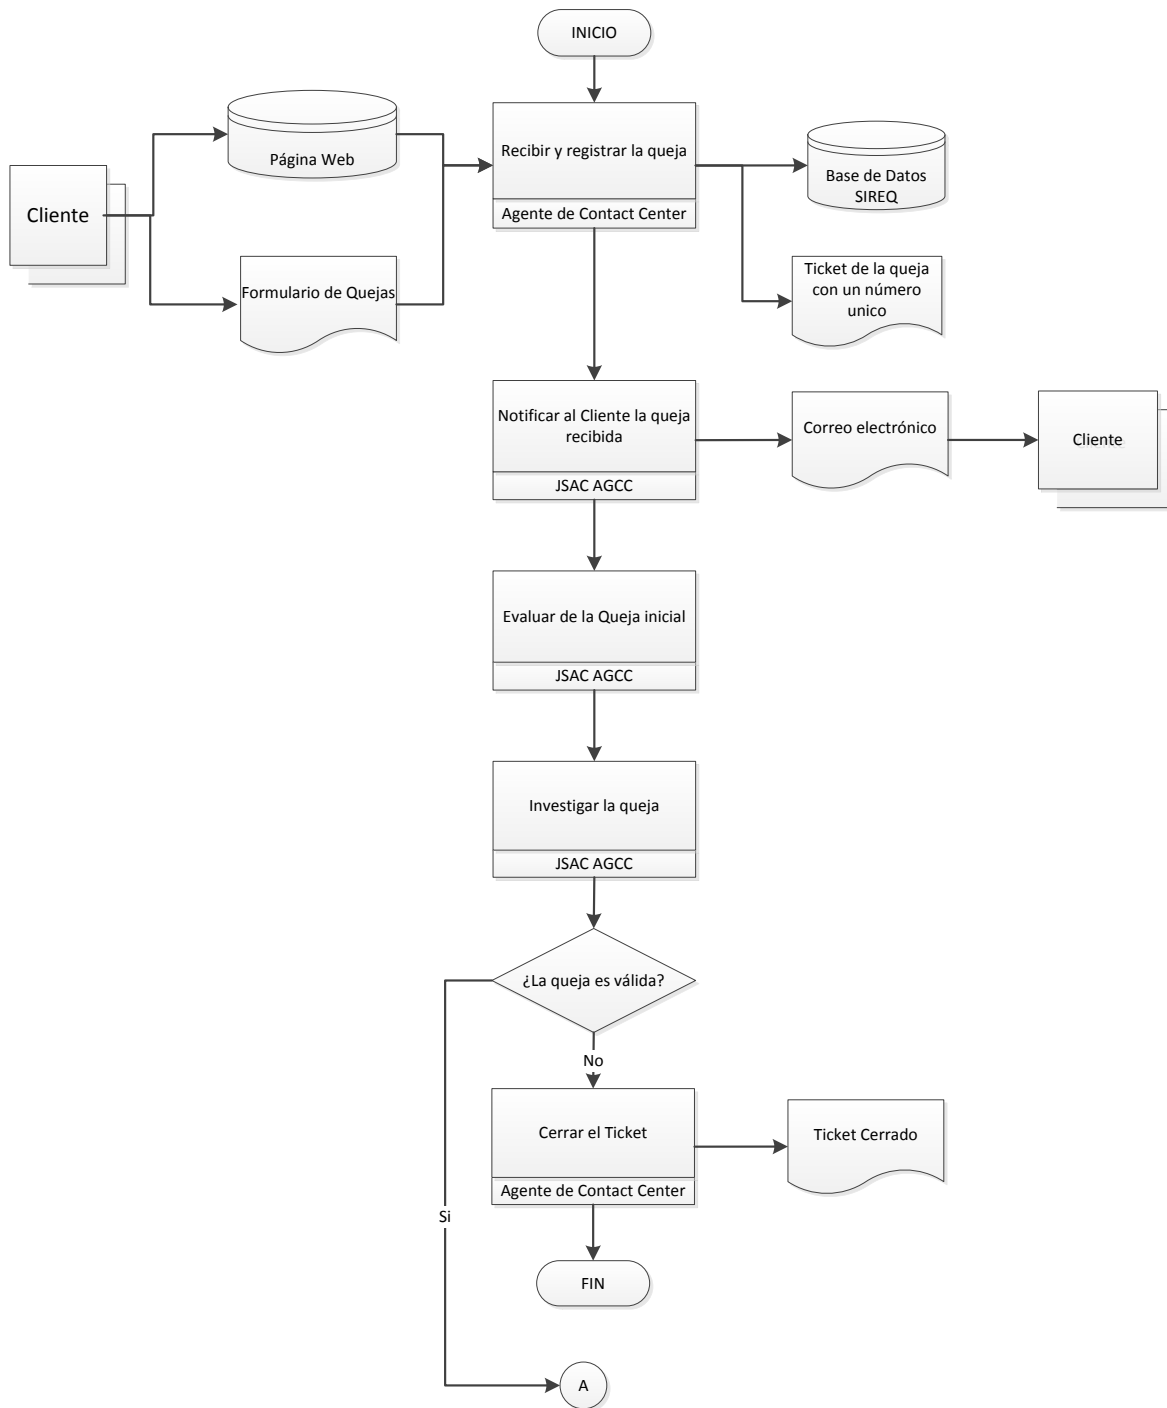 INICIO
Página Web
Recibir y registrar la queja
Agente de Contact Center
Base de Datos
SIREQ
Cliente
Formulario de Quejas
Ticket de la queja
con un número
unico
Notificar al Cliente la queja
recibida
JSAC AGCC
Correo electrónico
Cliente
Evaluar de la Queja inicial
JSAC AGCC
Investigar la queja
JSAC AGCC
¿La queja es válida?
No
Cerrar el Ticket
Agente de Contact Center
Ticket Cerrado
Si
FIN
A